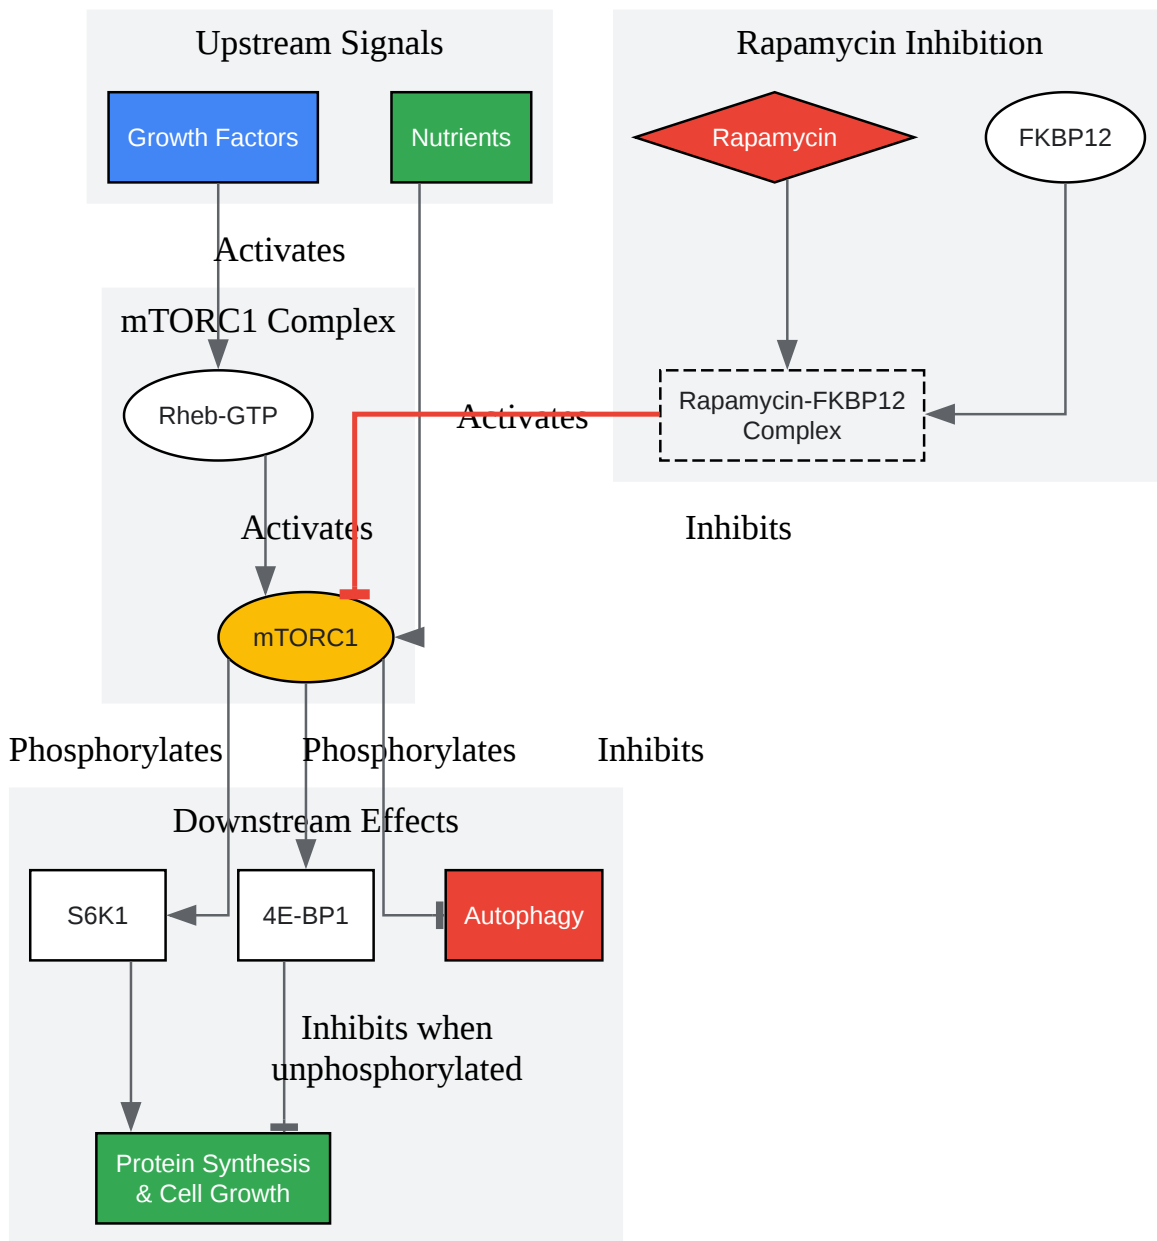 Upstream Signals
Rapamycin Inhibition
Growth Factors
Nutrients
Rapamycin
FKBP12
Activates
mTORC1 Complex
Rheb-GTP
Activates
Rapamycin-FKBP12
Complex
Activates
Inhibits
mTORC1
Phosphorylates
Phosphorylates
Inhibits
Downstream Effects
S6K1
4E-BP1
Autophagy
Inhibits when
unphosphorylated
Protein Synthesis
& Cell Growth